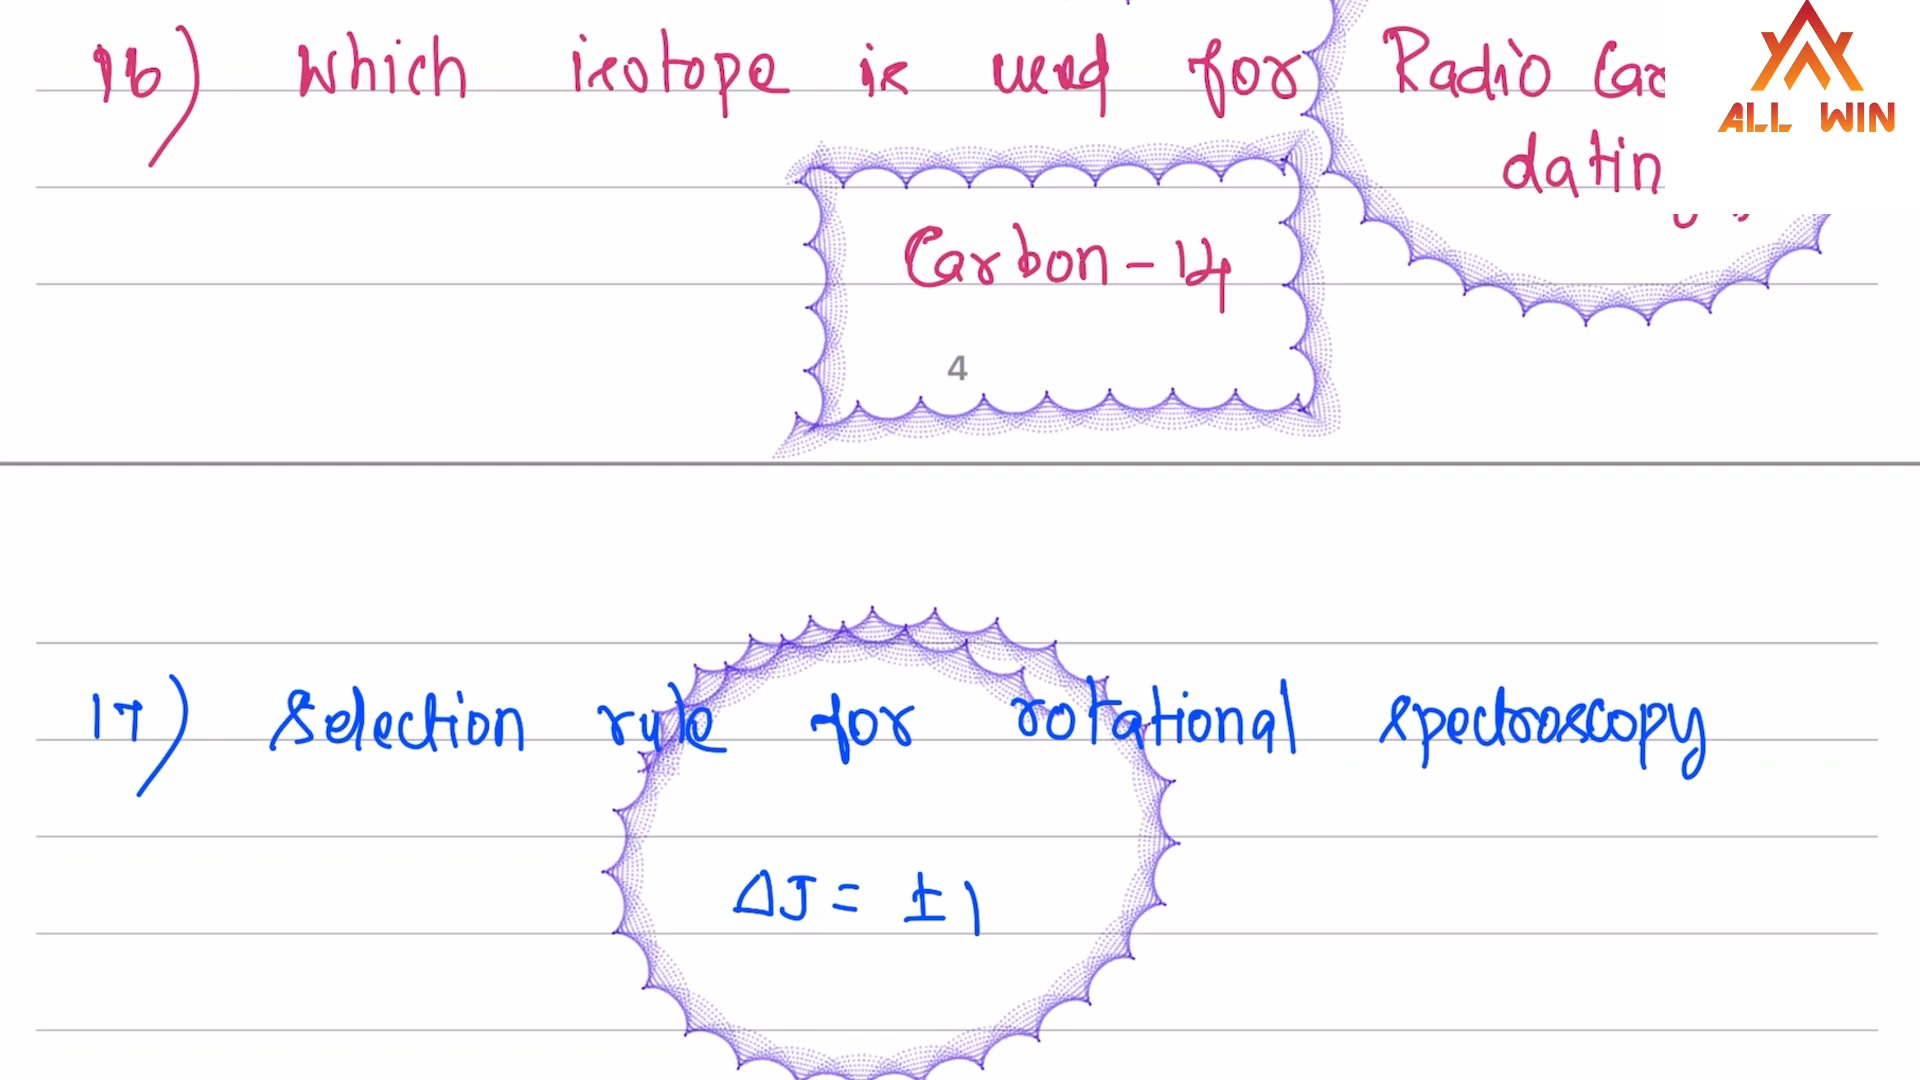 16) Which isotope is used for Radio Car
ALL WIN
dating
Carbon-14
4
17) Selection rule for rotational spectroscopy
ΔJ = ±1